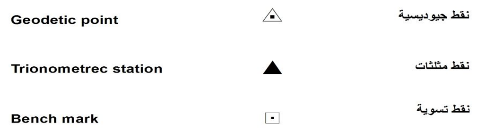 Geodetic point
نقط جيوديسية
Trionometrec station
نقط مثلثات
Bench mark
نقط تسوية